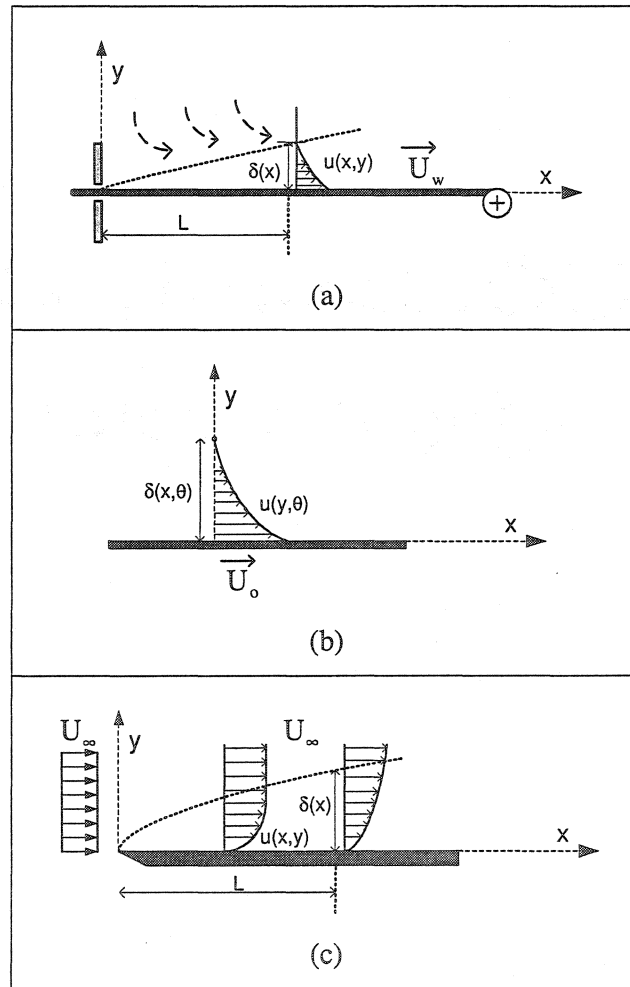 y
δ(x)
u(x,y)
U_w
x
+
L
(a)
y
δ(x,θ)
u(y,θ)
x
U_o
(b)
U_∞
y
U_∞
δ(x)
u(x,y)
x
L
(c)